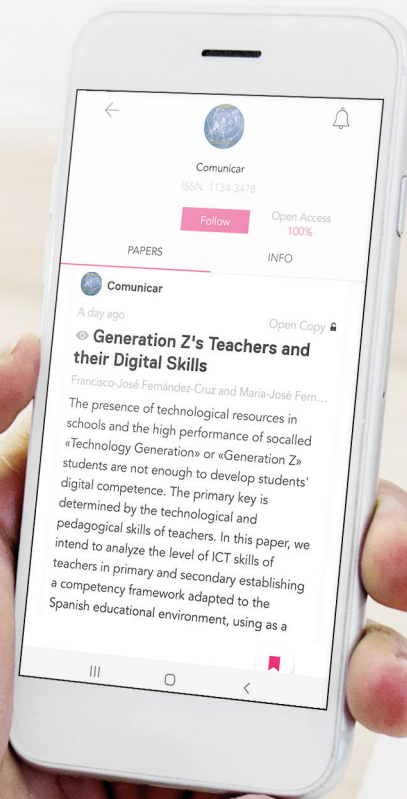 Comunicar
ISSN: 1134-3478
Follow
Open Access
100%
PAPERS
INFO
Comunicar
A day ago
Open Copy
Generation Z's Teachers and
their Digital Skills
Francisco-José Fernández-Cruz and María-José Fern...
The presence of technological resources in
schools and the high performance of socalled
«Technology Generation» or «Generation Z»
students are not enough to develop students'
digital competence. The primary key is
determined by the technological and
pedagogical skills of teachers. In this paper, we
intend to analyze the level of ICT skills of
teachers in primary and secondary establishing
a competency framework adapted to the
Spanish educational environment, using as a